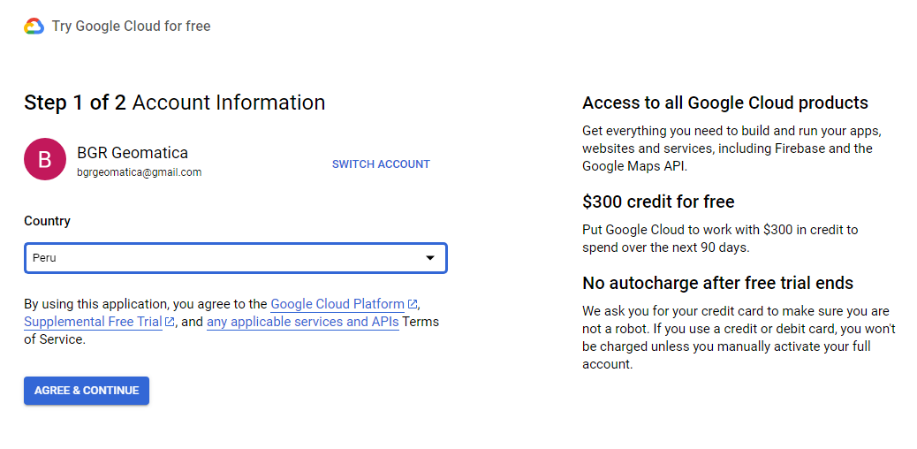 Try Google Cloud for free
Step 1 of 2 Account Information
B
BGR Geomatica
bgrgeomatica@gmail.com
SWITCH ACCOUNT
Country
Peru
By using this application, you agree to the Google Cloud Platform,
Supplemental Free Trial, and any applicable services and APIs Terms
of Service.
AGREE & CONTINUE
Access to all Google Cloud products
Get everything you need to build and run your apps,
websites and services, including Firebase and the
Google Maps API.
$300 credit for free
Put Google Cloud to work with $300 in credit to
spend over the next 90 days.
No autocharge after free trial ends
We ask you for your credit card to make sure you are
not a robot. If you use a credit or debit card, you won't
be charged unless you manually activate your full
account.